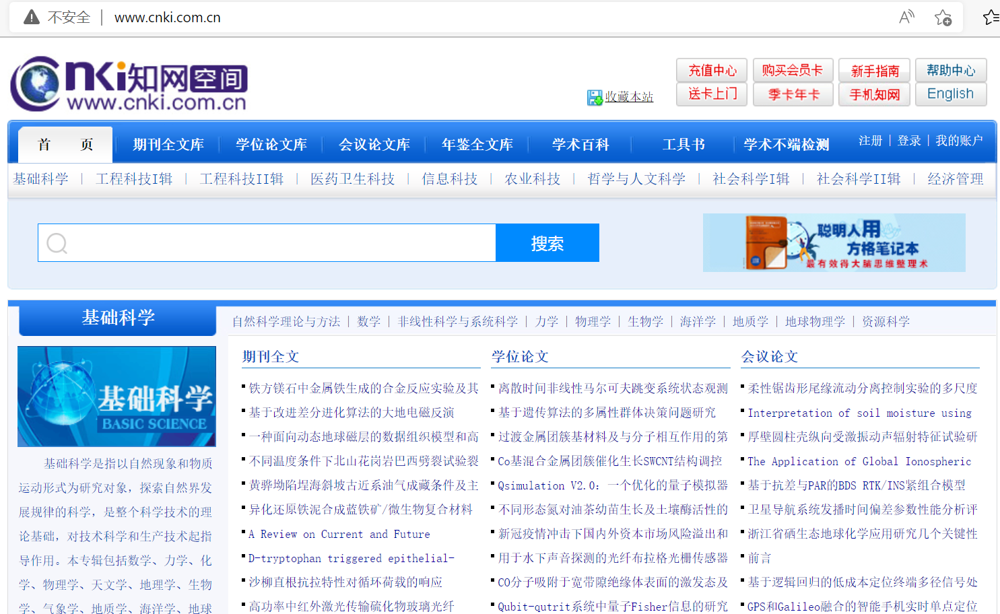 不安全 | www.cnki.com.cn
Cnki知网空间
www.cnki.com.cn
收藏本站
充值中心 购买会员卡 新手指南 帮助中心
送卡上门 季卡年卡 手机知网 English
首 页 期刊全文库 学位论文库 会议论文库 年鉴全文库 学术百科 工具书 学术不端检测 注册 | 登录 | 我的账户
基础科学 | 工程科技I辑 | 工程科技II辑 | 医药卫生科技 | 信息科技 | 农业科技 | 哲学与人文科学 | 社会科学I辑 | 社会科学II辑 | 经济管理
搜索
聪明人用
方格笔记本
最有效得大脑思维整理术
基础科学
自然科学理论与方法 | 数学 | 非线性科学与系统科学 | 力学 | 物理学 | 生物学 | 海洋学 | 地质学 | 地球物理学 | 资源科学
基础科学
BASIC SCIENCE
基础科学是指以自然现象和物质
运动形式为研究对象，探索自然界发
展规律的科学，是整个科学技术的理
论基础，对技术科学和生产技术起指
导作用。本专辑包括数学、力学、化
学、物理学、天文学、地理学、生物
学、气象学、地质学、海洋学、地球
期刊全文
铁方镁石中金属铁生成的合金反应实验及其
基于改进差分进化算法的大地电磁反演
一种面向动态地球磁层的数据组织模型和高
不同温度条件下北山花岗岩巴西劈裂试验裂
黄骅坳陷埕海斜坡古近系油气成藏条件及主
异化还原铁泥合成蓝铁矿/微生物复合材料
A Review on Current and Future
D-tryptophan triggered epithelial-
沙柳直根抗拉特性对循环荷载的响应
高功率中红外激光传输硫化物玻璃光纤
学位论文
离散时间非线性马尔可夫跳变系统状态观测
基于遗传算法的多属性群体决策问题研究
过渡金属团簇基材料及与分子相互作用的第
Co基混合金属团簇催化生长SWCNT结构调控
Qsimulation V2.0: 一个优化的量子模拟器
不同形态氮对油茶幼苗生长及土壤酶活性的
新冠疫情冲击下国内外资本市场风险溢出和
用于水下声音探测的光纤布拉格光栅传感器
CO分子吸附于宽带隙绝缘体表面的激发态及
Qubit-qutrit系统中量子Fisher信息的研究
会议论文
柔性锯齿形尾缘流动分离控制实验的多尺度
Interpretation of soil moisture using
厚壁圆柱壳纵向受激振动声辐射特征试验研
The Application of Global Ionospheric
基于抗差与PAR的BDS RTK/INS紧组合模型
卫星导航系统发播时间偏差参数性能分析评
浙江省硒生态地球化学应用研究几个关键性
前言
基于逻辑回归的低成本定位终端多径信号处
GPS和Galileo融合的智能手机实时单点定位